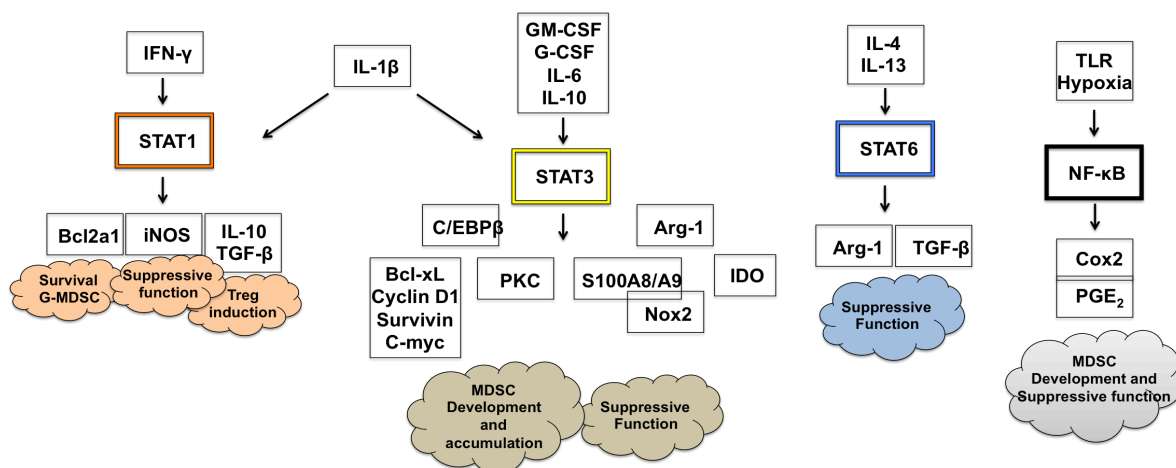 IFN-γ
STAT1
Bcl2a1
iNOS
IL-10
TGF-β
Survival
G-MDSC
Suppressive
function
Treg
induction
IL-1β
GM-CSF
G-CSF
IL-6
IL-10
STAT3
C/EBPβ
Arg-1
Bcl-xL
Cyclin D1
Survivin
C-myc
PKC
S100A8/A9
Nox2
IDO
MDSC
Development
and
accumulation
Suppressive
Function
IL-4
IL-13
STAT6
Arg-1
TGF-β
Suppressive
Function
TLR
Hypoxia
NF-κB
Cox2
PGE₂
MDSC
Development and
Suppressive function